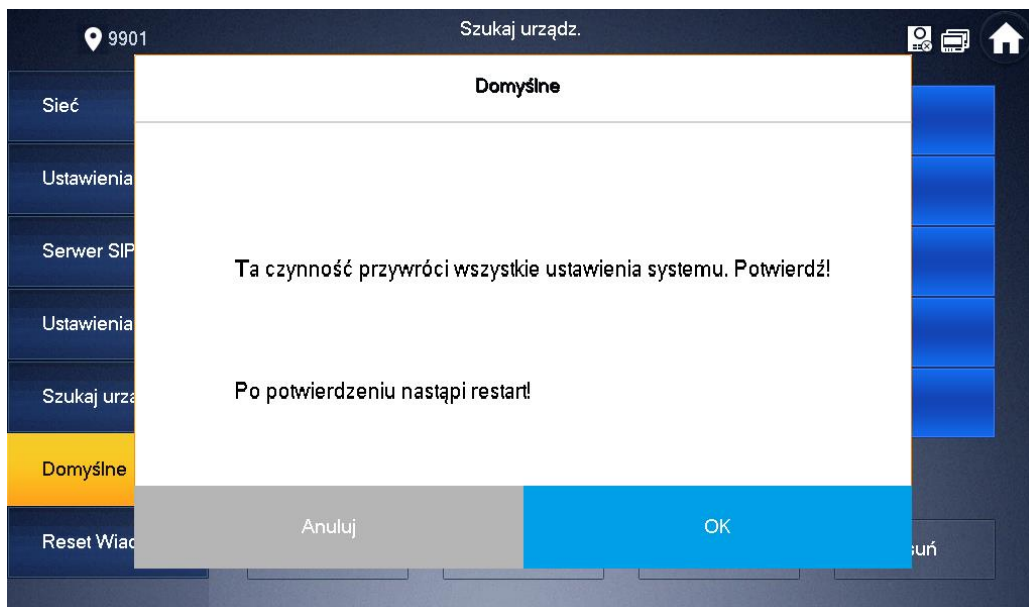 9901
Szukaj urządz.
Domyślne
Sieć
Ustawienia
Serwer SIP
Ustawienia
Szukaj urzą
Domyślne
Reset Wiad
Ta czynność przywróci wszystkie ustawienia systemu. Potwierdź!
Po potwierdzeniu nastąpi restart!
Anuluj
OK
suń